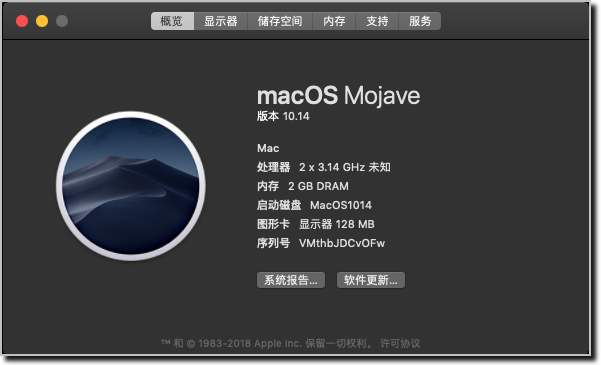 概览 显示器 储存空间 内存 支持 服务
macOS Mojave
版本 10.14
Mac
处理器 2 x 3.14 GHz 未知
内存 2 GB DRAM
启动磁盘 MacOS1014
图形卡 显示器 128 MB
序列号 VMthbJDCvOFw
系统报告... 软件更新...
™ 和 © 1983-2018 Apple Inc. 保留一切权利。 许可协议